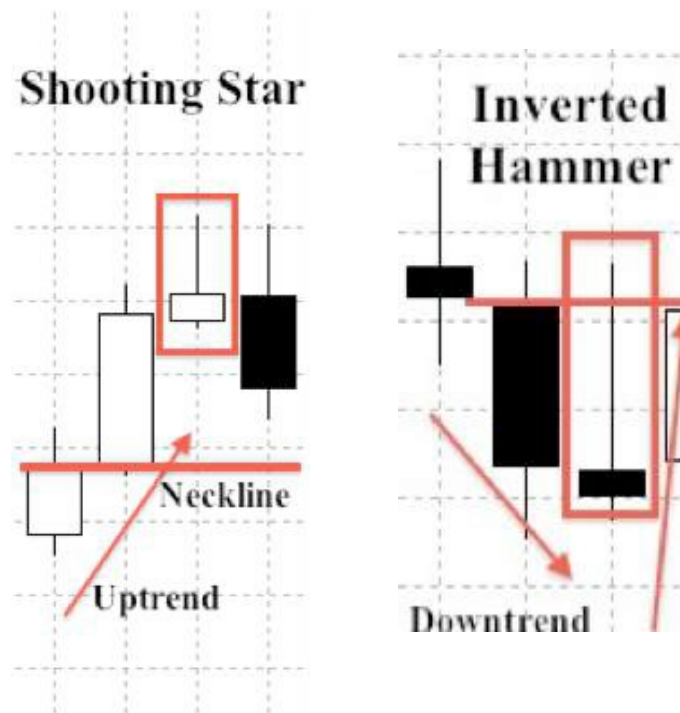 Shooting Star
Neckline
Uptrend
Inverted
Hammer
Downtrend